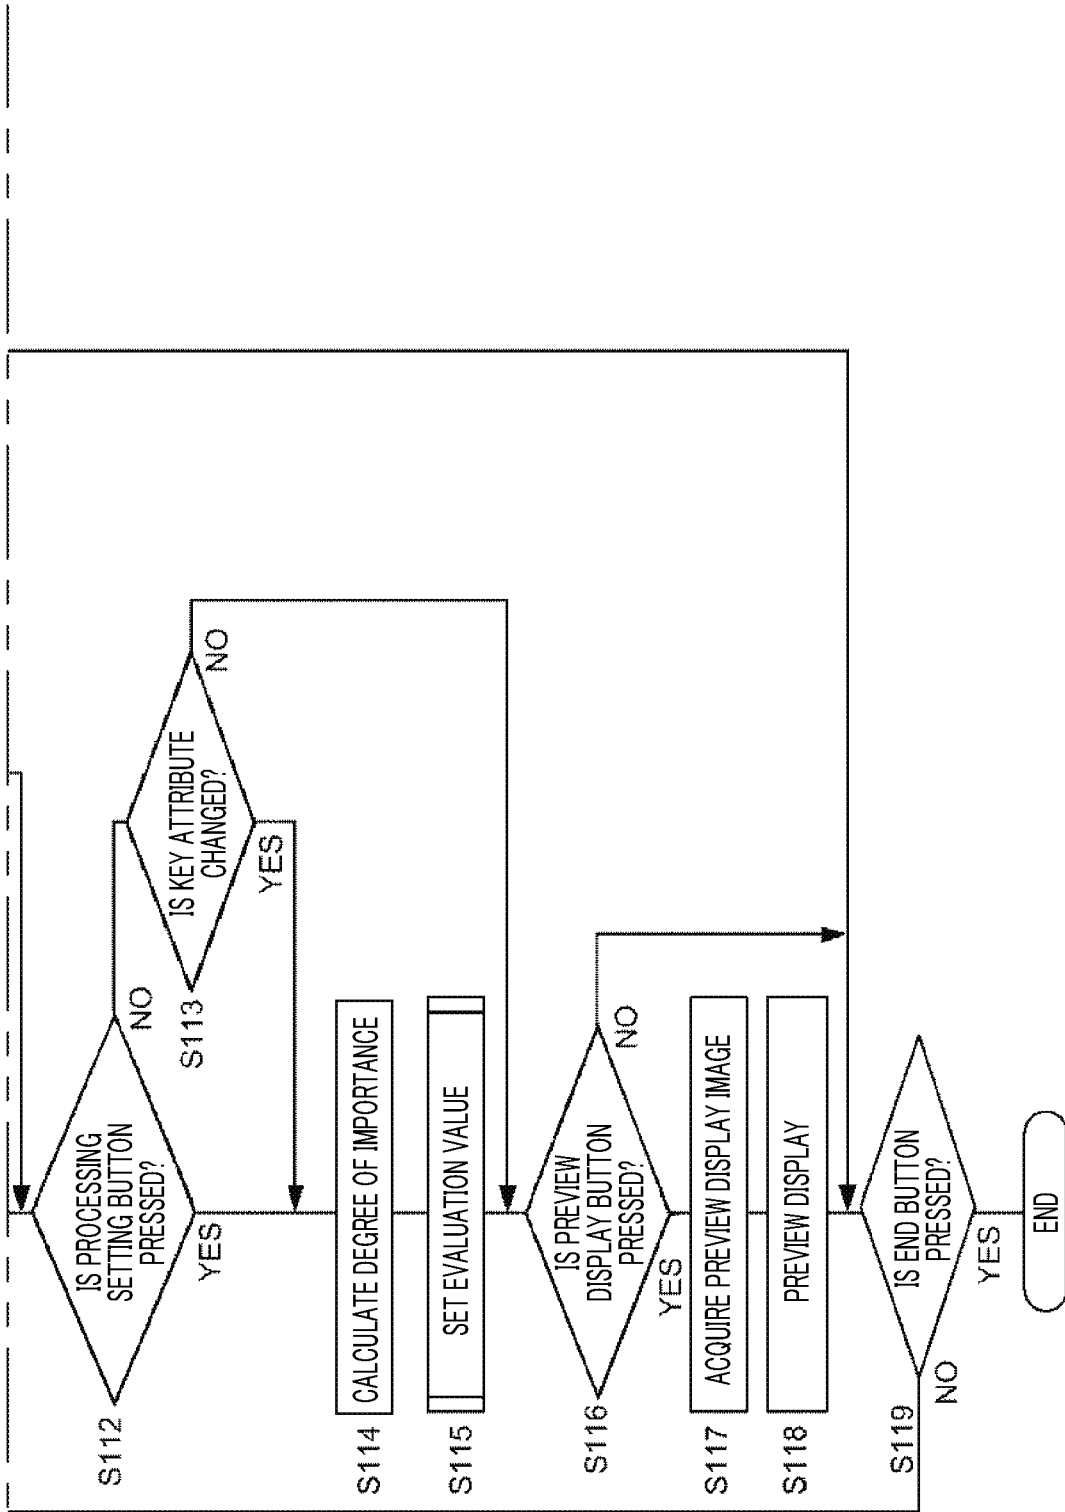 S112
IS PROCESSING
SETTING BUTTON
PRESSED?
NO
YES
S113
IS KEY ATTRIBUTE
CHANGED?
NO
YES
S114
CALCULATE DEGREE OF IMPORTANCE
S115
SET EVALUATION VALUE
S116
IS PREVIEW
DISPLAY BUTTON
PRESSED?
NO
YES
S117
ACQUIRE PREVIEW DISPLAY IMAGE
S118
PREVIEW DISPLAY
S119
IS END BUTTON
PRESSED?
NO
YES
END